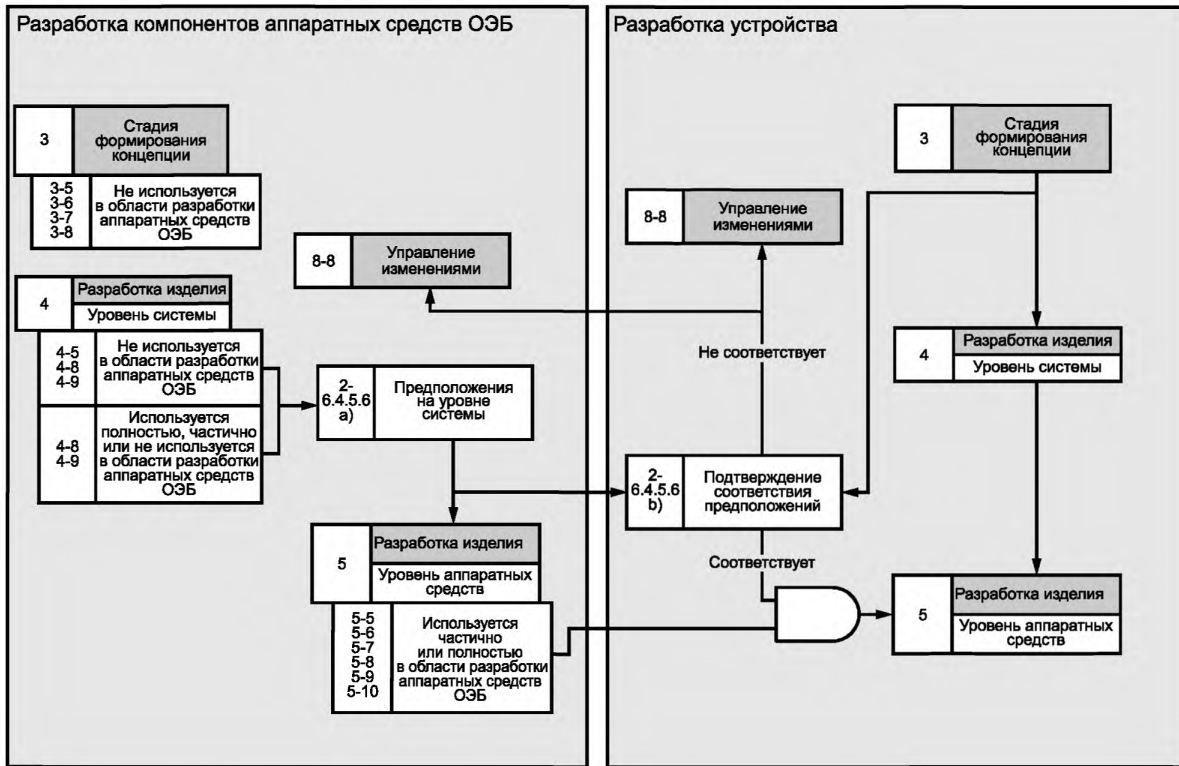 Разработка компонентов аппаратных средств ОЭБ
3
Стадия
формирования
концепции
3-5
3-6
3-7
3-8
Не используется
в области разработки
аппаратных средств
ОЭБ
4
Разработка изделия
Уровень системы
4-5
4-8
4-9
Не используется
в области разработки
аппаратных средств
ОЭБ
4-8
4-9
Используется
полностью, частично
или не используется
в области разработки
аппаратных средств
ОЭБ
8-8
Управление
изменениями
2-
6.4.5.6
a)
Предположения
на уровне
системы
5
Разработка изделия
Уровень аппаратных
средств
5-5
5-6
5-7
5-8
5-9
5-10
Используется
частично
или полностью
в области разработки
аппаратных средств
ОЭБ
Разработка устройства
3
Стадия
формирования
концепции
8-8
Управление
изменениями
Не соответствует
4
Разработка изделия
Уровень системы
2-
6.4.5.6
b)
Подтверждение
соответствия
предположений
Соответствует
5
Разработка изделия
Уровень аппаратных
средств